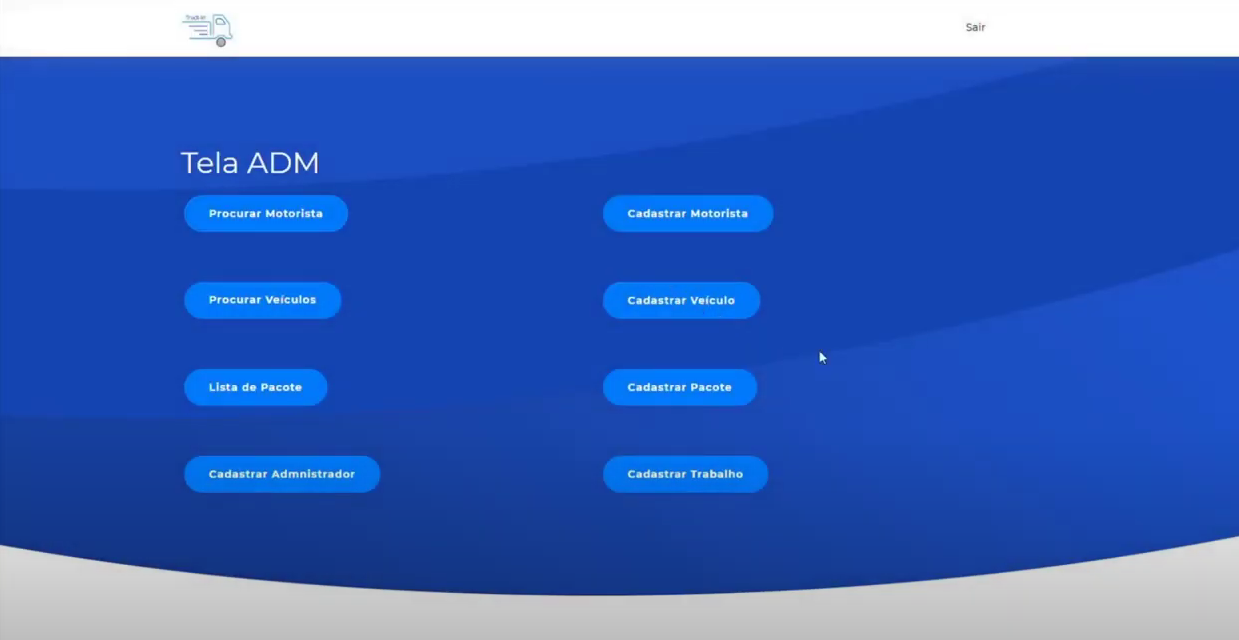 Sair
Tela ADM
Procurar Motorista
Cadastrar Motorista
Procurar Veículos
Cadastrar Veículo
Lista de Pacote
Cadastrar Pacote
Cadastrar Admnistrador
Cadastrar Trabalho